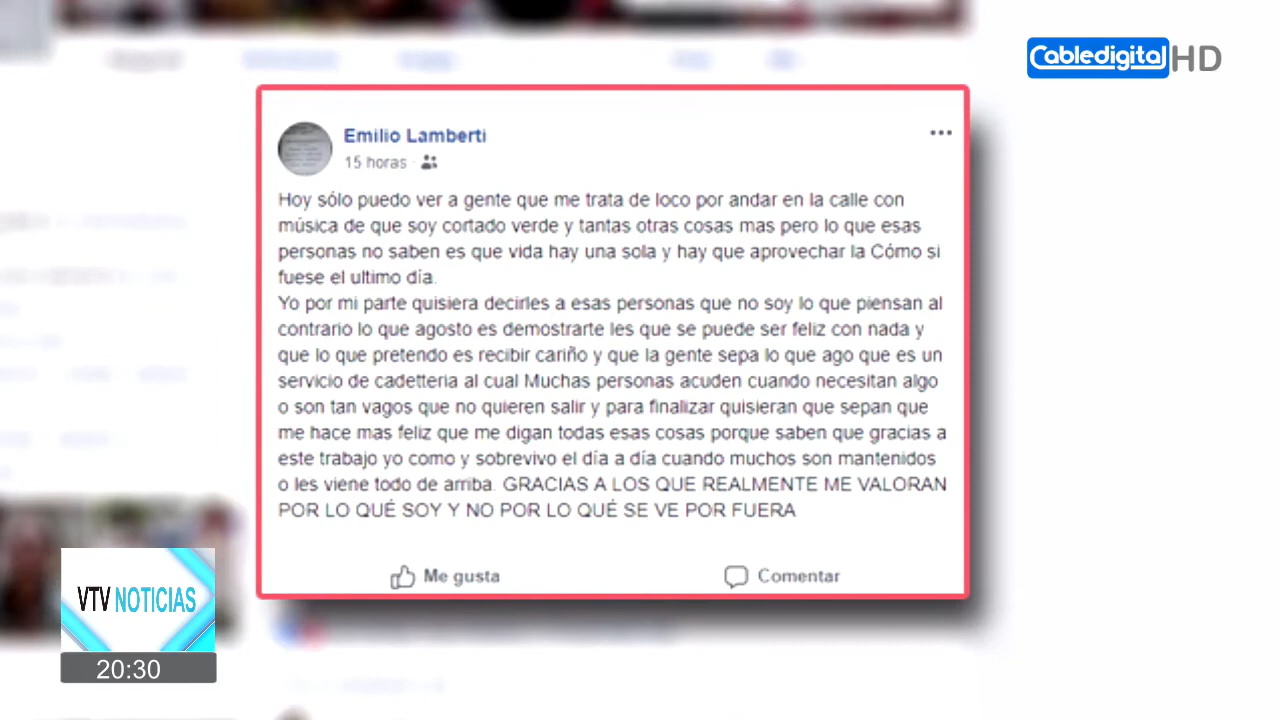 Cabledigital HD
Emilio Lamberti
15 horas
Hoy sólo puedo ver a gente que me trata de loco por andar en la calle con
música de que soy cortado verde y tantas otras cosas mas pero lo que esas
personas no saben es que vida hay una sola y hay que aprovechar la Cómo si
fuese el ultimo día.
Yo por mi parte quisiera decirles a esas personas que no soy lo que piensan al
contrario lo que agosto es demostrarte les que se puede ser feliz con nada y
que lo que pretendo es recibir cariño y que la gente sepa lo que ago que es un
servicio de cadetteria al cual Muchas personas acuden cuando necesitan algo
o son tan vagos que no quieren salir y para finalizar quisieran que sepan que
me hace mas feliz que me digan todas esas cosas porque saben que gracias a
este trabajo yo como y sobrevivo el día a día cuando muchos son mantenidos
o les viene todo de arriba. GRACIAS A LOS QUE REALMENTE ME VALORAN
POR LO QUÉ SOY Y NO POR LO QUÉ SE VE POR FUERA
Me gusta
Comentar
VTV NOTICIAS
20:30